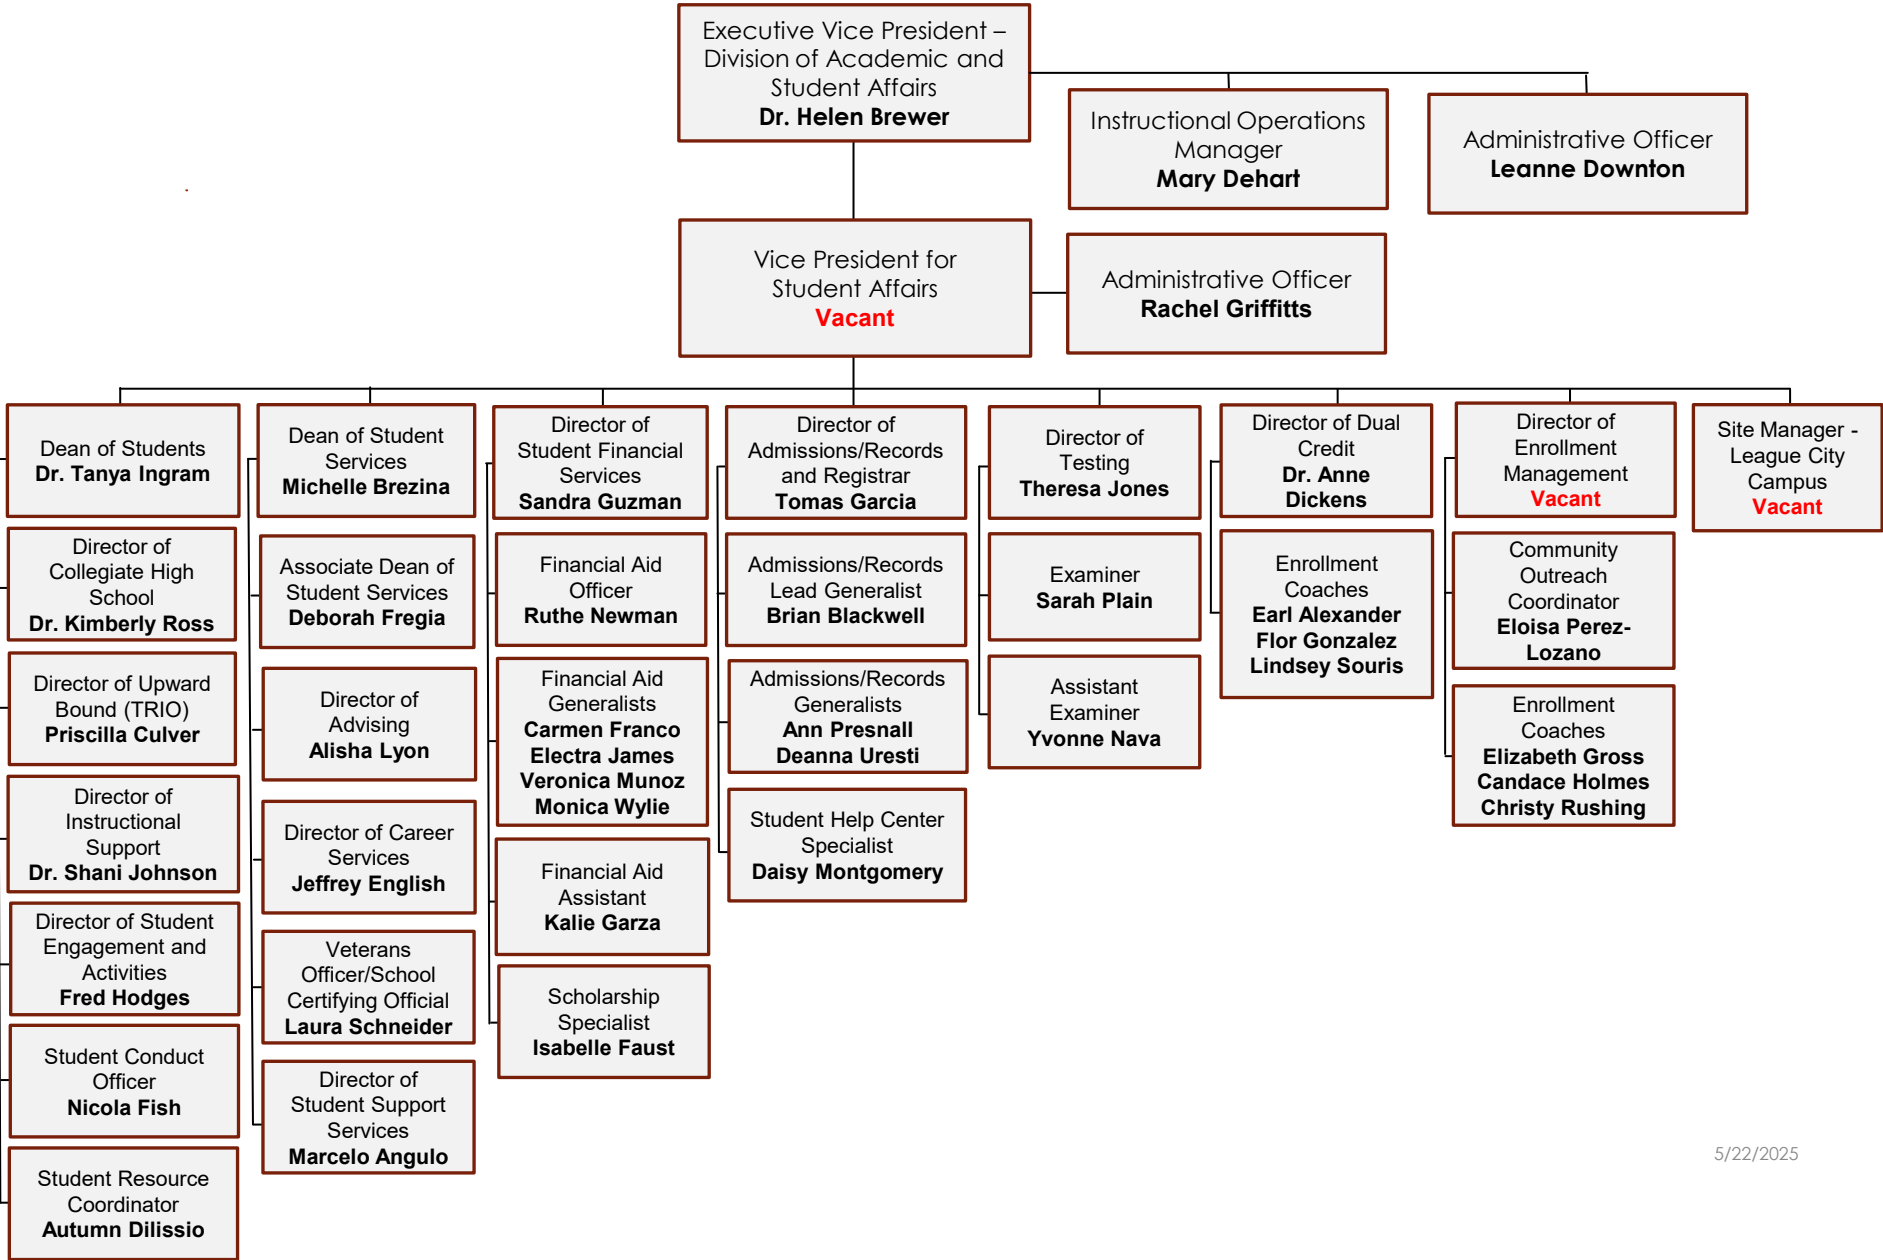 Executive Vice President –
Division of Academic and
Student Affairs
Dr. Helen Brewer
Instructional Operations
Manager
Mary Dehart
Administrative Officer
Leanne Downton
Vice President for
Student Affairs
Vacant
Administrative Officer
Rachel Griffitts
Dean of Students
Dr. Tanya Ingram
Director of
Collegiate High
School
Dr. Kimberly Ross
Director of Upward
Bound (TRIO)
Priscilla Culver
Director of
Instructional
Support
Dr. Shani Johnson
Director of Student
Engagement and
Activities
Fred Hodges
Student Conduct
Officer
Nicola Fish
Student Resource
Coordinator
Autumn Dilissio
Dean of Student
Services
Michelle Brezina
Associate Dean of
Student Services
Deborah Fregia
Director of
Advising
Alisha Lyon
Director of Career
Services
Jeffrey English
Veterans
Officer/School
Certifying Official
Laura Schneider
Director of
Student Support
Services
Marcelo Angulo
Director of
Student Financial
Services
Sandra Guzman
Financial Aid
Officer
Ruthe Newman
Financial Aid
Generalists
Carmen Franco
Electra James
Veronica Munoz
Monica Wylie
Financial Aid
Assistant
Kalie Garza
Scholarship
Specialist
Isabelle Faust
Director of
Admissions/Records
and Registrar
Tomas Garcia
Admissions/Records
Lead Generalist
Brian Blackwell
Admissions/Records
Generalists
Ann Presnall
Deanna Uresti
Student Help Center
Specialist
Daisy Montgomery
Director of
Testing
Theresa Jones
Examiner
Sarah Plain
Assistant
Examiner
Yvonne Nava
Director of Dual
Credit
Dr. Anne
Dickens
Enrollment
Coaches
Earl Alexander
Flor Gonzalez
Lindsey Souris
Director of
Enrollment
Management
Vacant
Community
Outreach
Coordinator
Eloisa Perez-
Lozano
Enrollment
Coaches
Elizabeth Gross
Candace Holmes
Christy Rushing
Site Manager -
League City
Campus
Vacant
5/22/2025